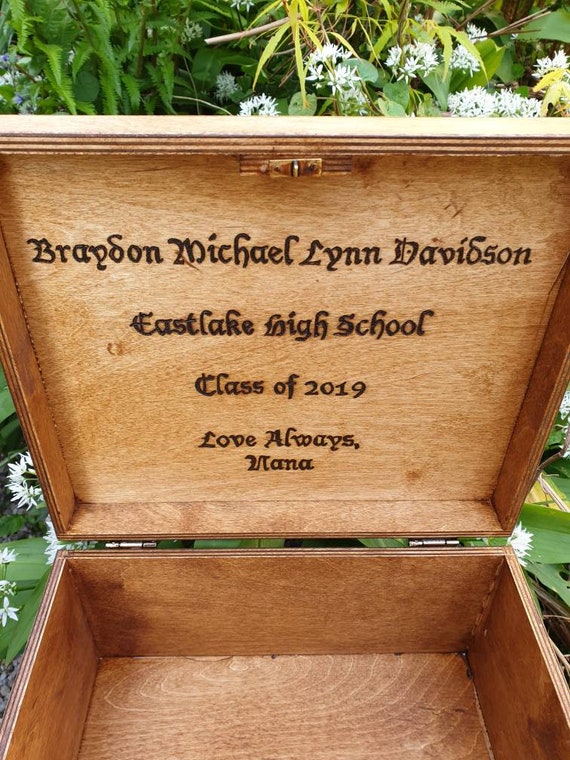 Braydon Michael Lynn Davidson
Eastlake High School
Class of 2019
Love Always,
Nana